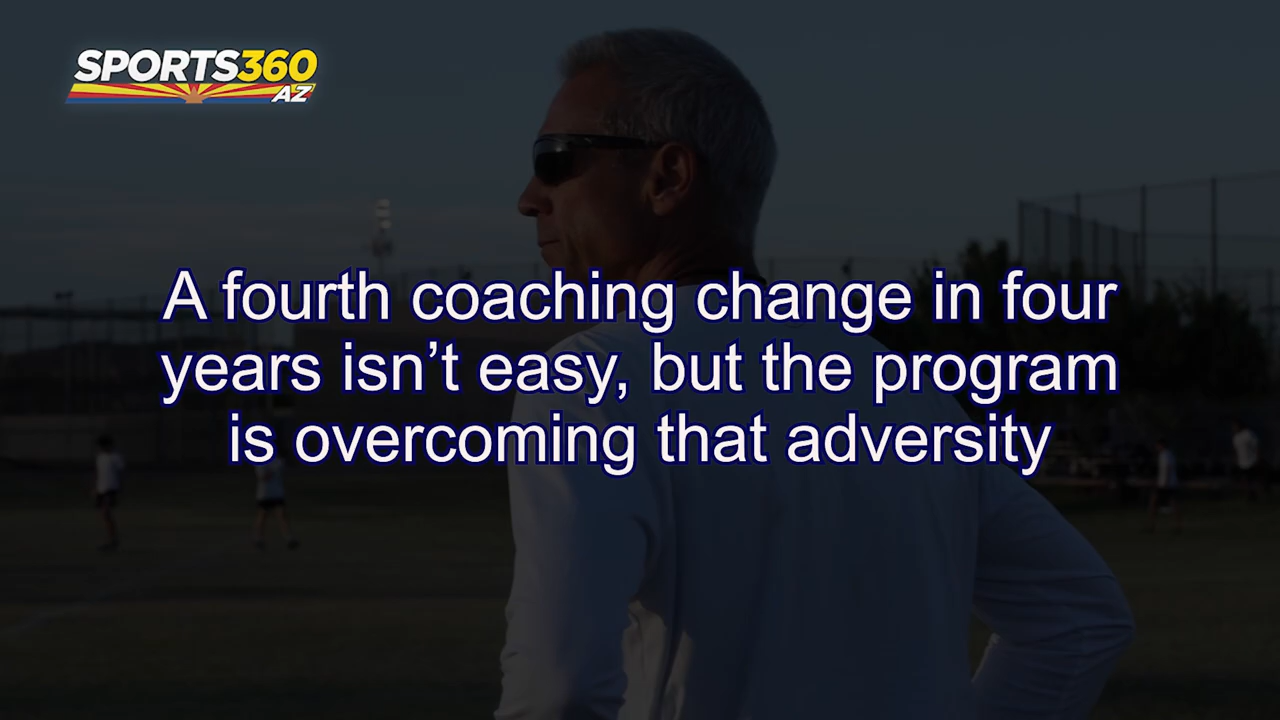 SPORTS360
AZ
A fourth coaching change in four
years isn’t easy, but the program
is overcoming that adversity